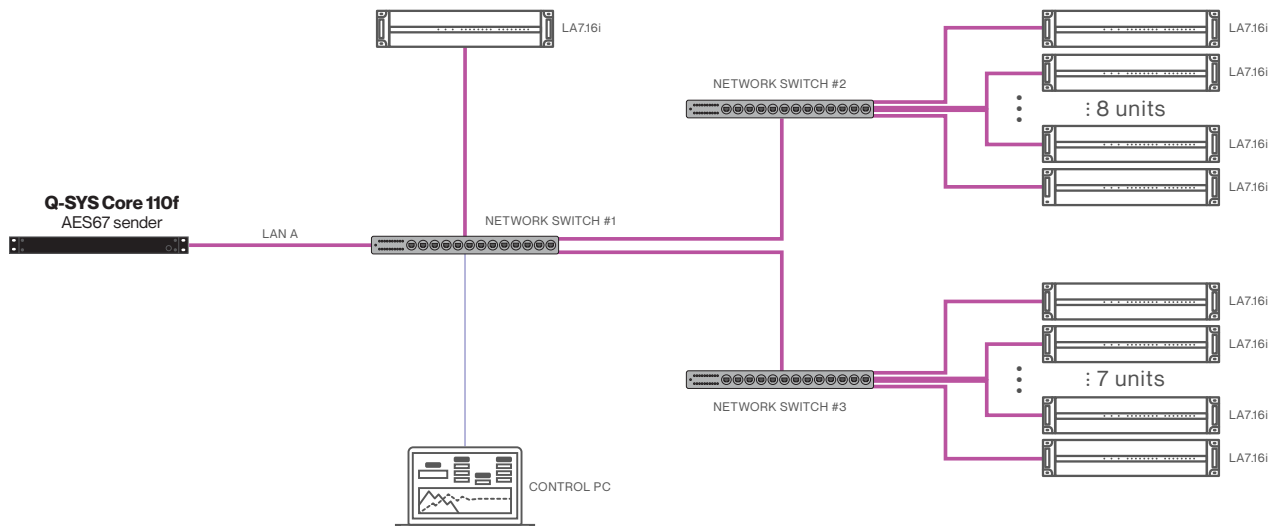 LA7.16i
NETWORK SWITCH #2
LA7.16i
LA7.16i
⋮ 8 units
LA7.16i
LA7.16i
Q-SYS Core 110f
AES67 sender
LAN A
NETWORK SWITCH #1
LA7.16i
LA7.16i
⋮ 7 units
NETWORK SWITCH #3
LA7.16i
LA7.16i
CONTROL PC